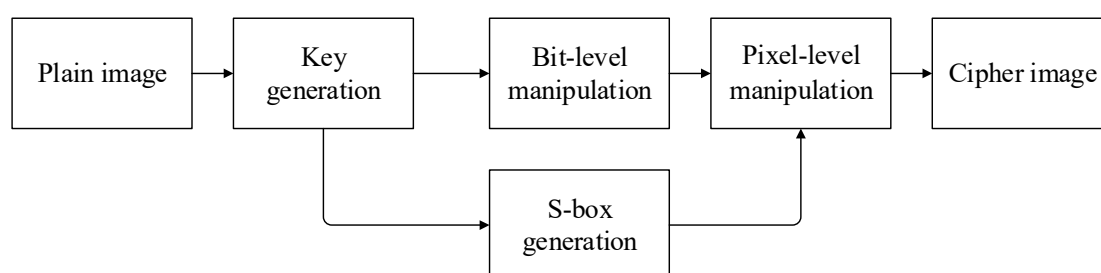 Plain image
Key
generation
Bit-level
manipulation
Pixel-level
manipulation
Cipher image
S-box
generation